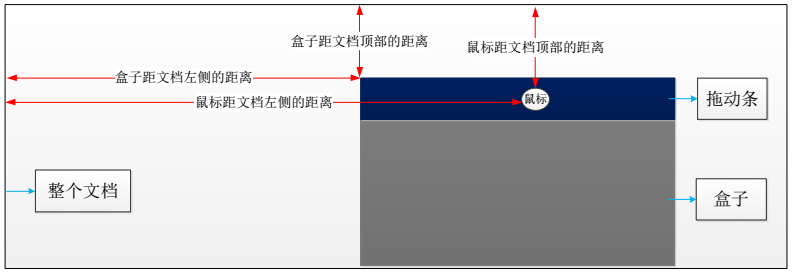 盒子距文档顶部的距离
鼠标距文档顶部的距离
盒子距文档左侧的距离
鼠标距文档左侧的距离
鼠标
拖动条
整个文档
盒子